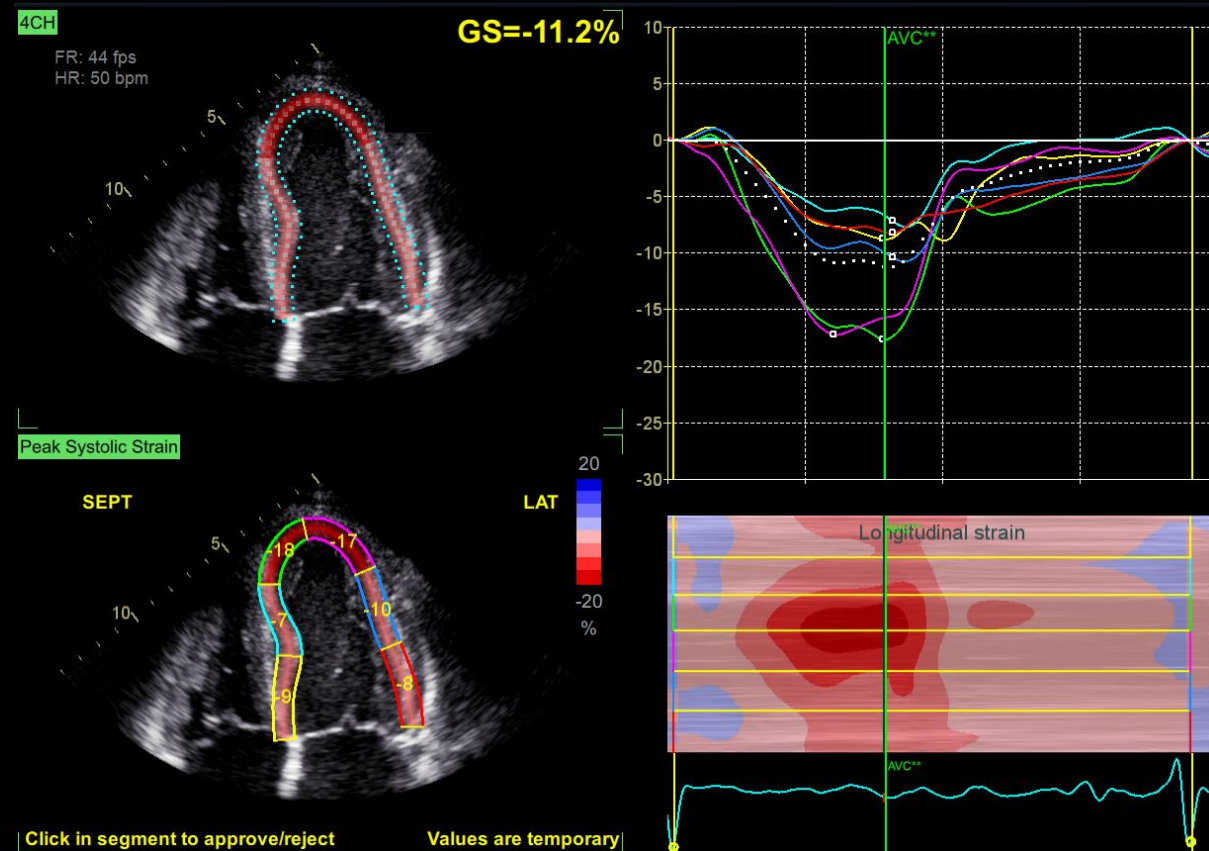 4CH
GS=-11.2%
FR: 44 fps
HR: 50 bpm
5
10
10
AVC**
5
0
-5
-10
-15
-20
-25
-30
Peak Systolic Strain
20
SEPT
LAT
5
10
-18
-17
-7
-10
-9
-8
-20
%
Longitudinal strain
AVC**
Click in segment to approve/reject
Values are temporary